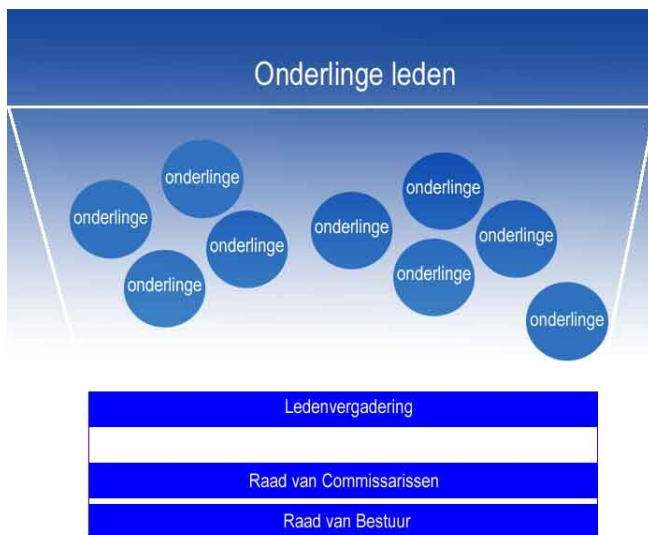 Onderlinge leden
onderlinge
onderlinge
onderlinge
onderlinge
onderlinge
onderlinge
onderlinge
onderlinge
onderlinge
Ledenvergadering
Raad van Commissarissen
Raad van Bestuur